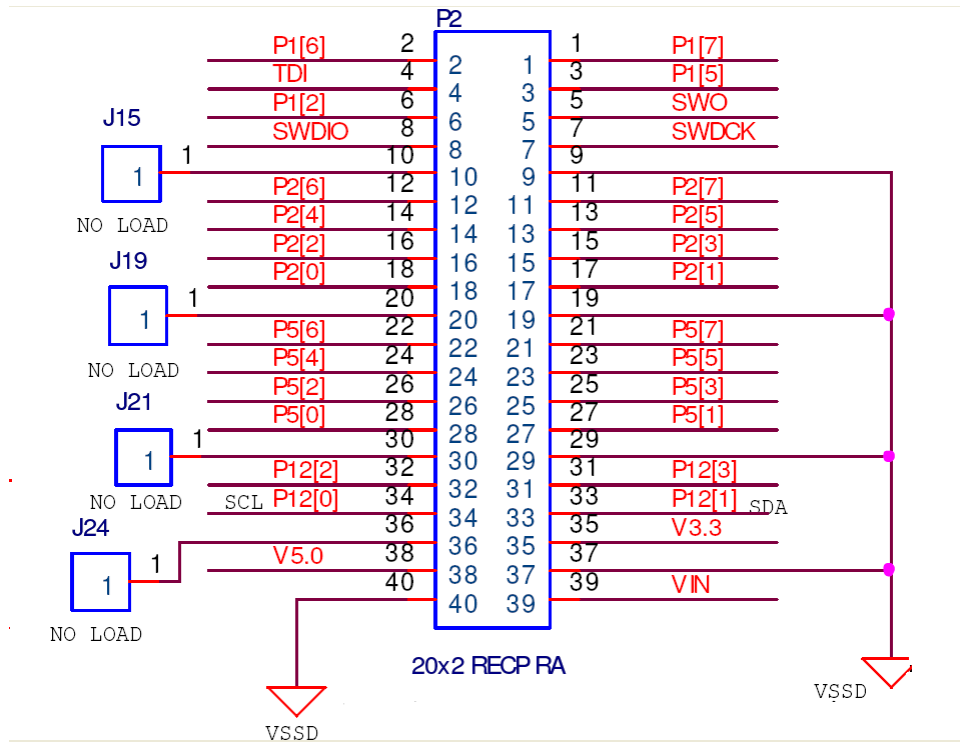 P2
P1[6] 2 1 P1[7]
2 1
TDI 4 3 P1[5]
4 3
P1[2] 6 5 SWO
6 5
J15
SWDIO 8 7 SWDCK
8 7
1 10 9
1 10 9
P2[6] 12 11 P2[7]
12 11
NO LOAD
P2[4] 14 13 P2[5]
14 13
P2[2] 16 15 P2[3]
16 15
J19
P2[0] 18 17 P2[1]
18 17
1 20 19
1 20 19
P5[6] 22 21 P5[7]
22 21
NO LOAD
P5[4] 24 23 P5[5]
24 23
P5[2] 26 25 P5[3]
26 25
J21
P5[0] 28 27 P5[1]
28 27
1 30 29
1 30 29
P12[2] 32 31 P12[3]
32 31
NO LOAD
SCL P12[0] 34 33 P12[1] SDA
34 33
J24
36 35 V3.3
36 35
1 V5.0 38 37
1 38 37
40 39 VIN
40 39
NO LOAD
20x2 RECP RA
VSSD
VSSD